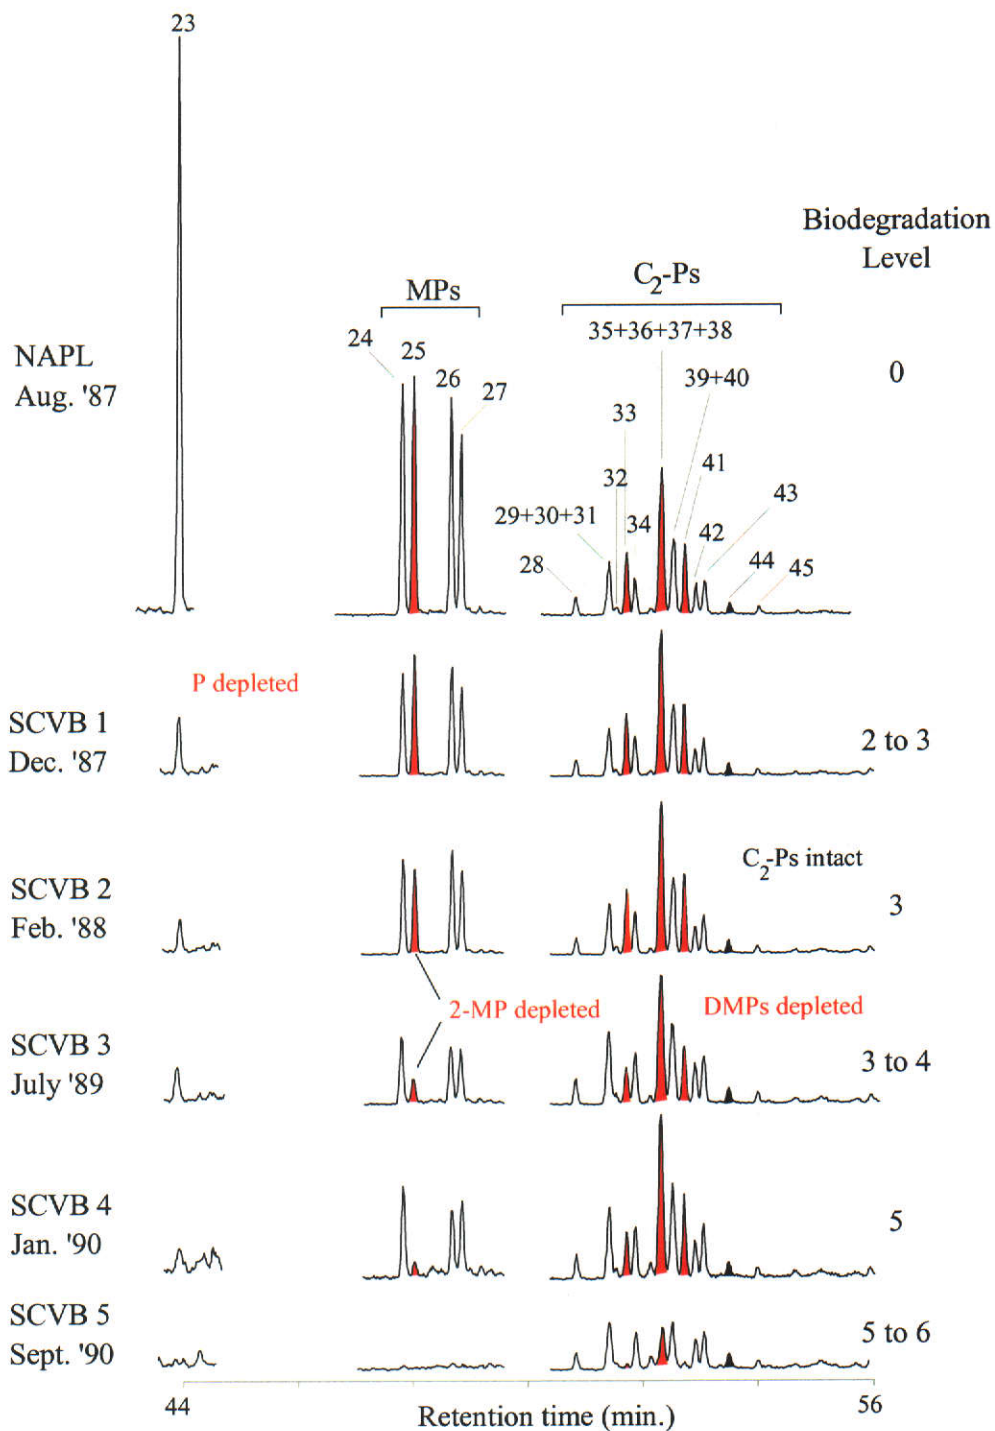 23
Biodegradation
Level
MPs
C2-Ps
24
25
26
27
35+36+37+38
39+40
NAPL
Aug. '87
0
33
32
41
29+30+31
34
42
43
28
44
45
P depleted
SCVB 1
Dec. '87
2 to 3
C2-Ps intact
SCVB 2
Feb. '88
3
2-MP depleted
DMPs depleted
SCVB 3
July '89
3 to 4
SCVB 4
Jan. '90
5
SCVB 5
Sept. '90
5 to 6
44
Retention time (min.)
56